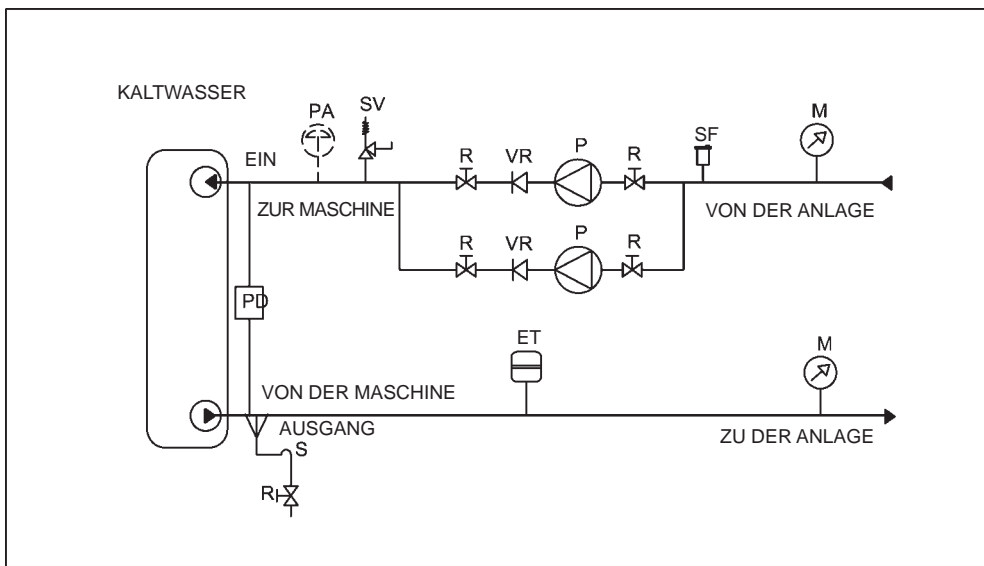 KALTWASSER
PA
SV
M
SF
P
R
VR
R
EIN
ZUR MASCHINE
VON DER ANLAGE
P
R
VR
R
PD
ET
M
VON DER MASCHINE
AUSGANG
ZU DER ANLAGE
S
R